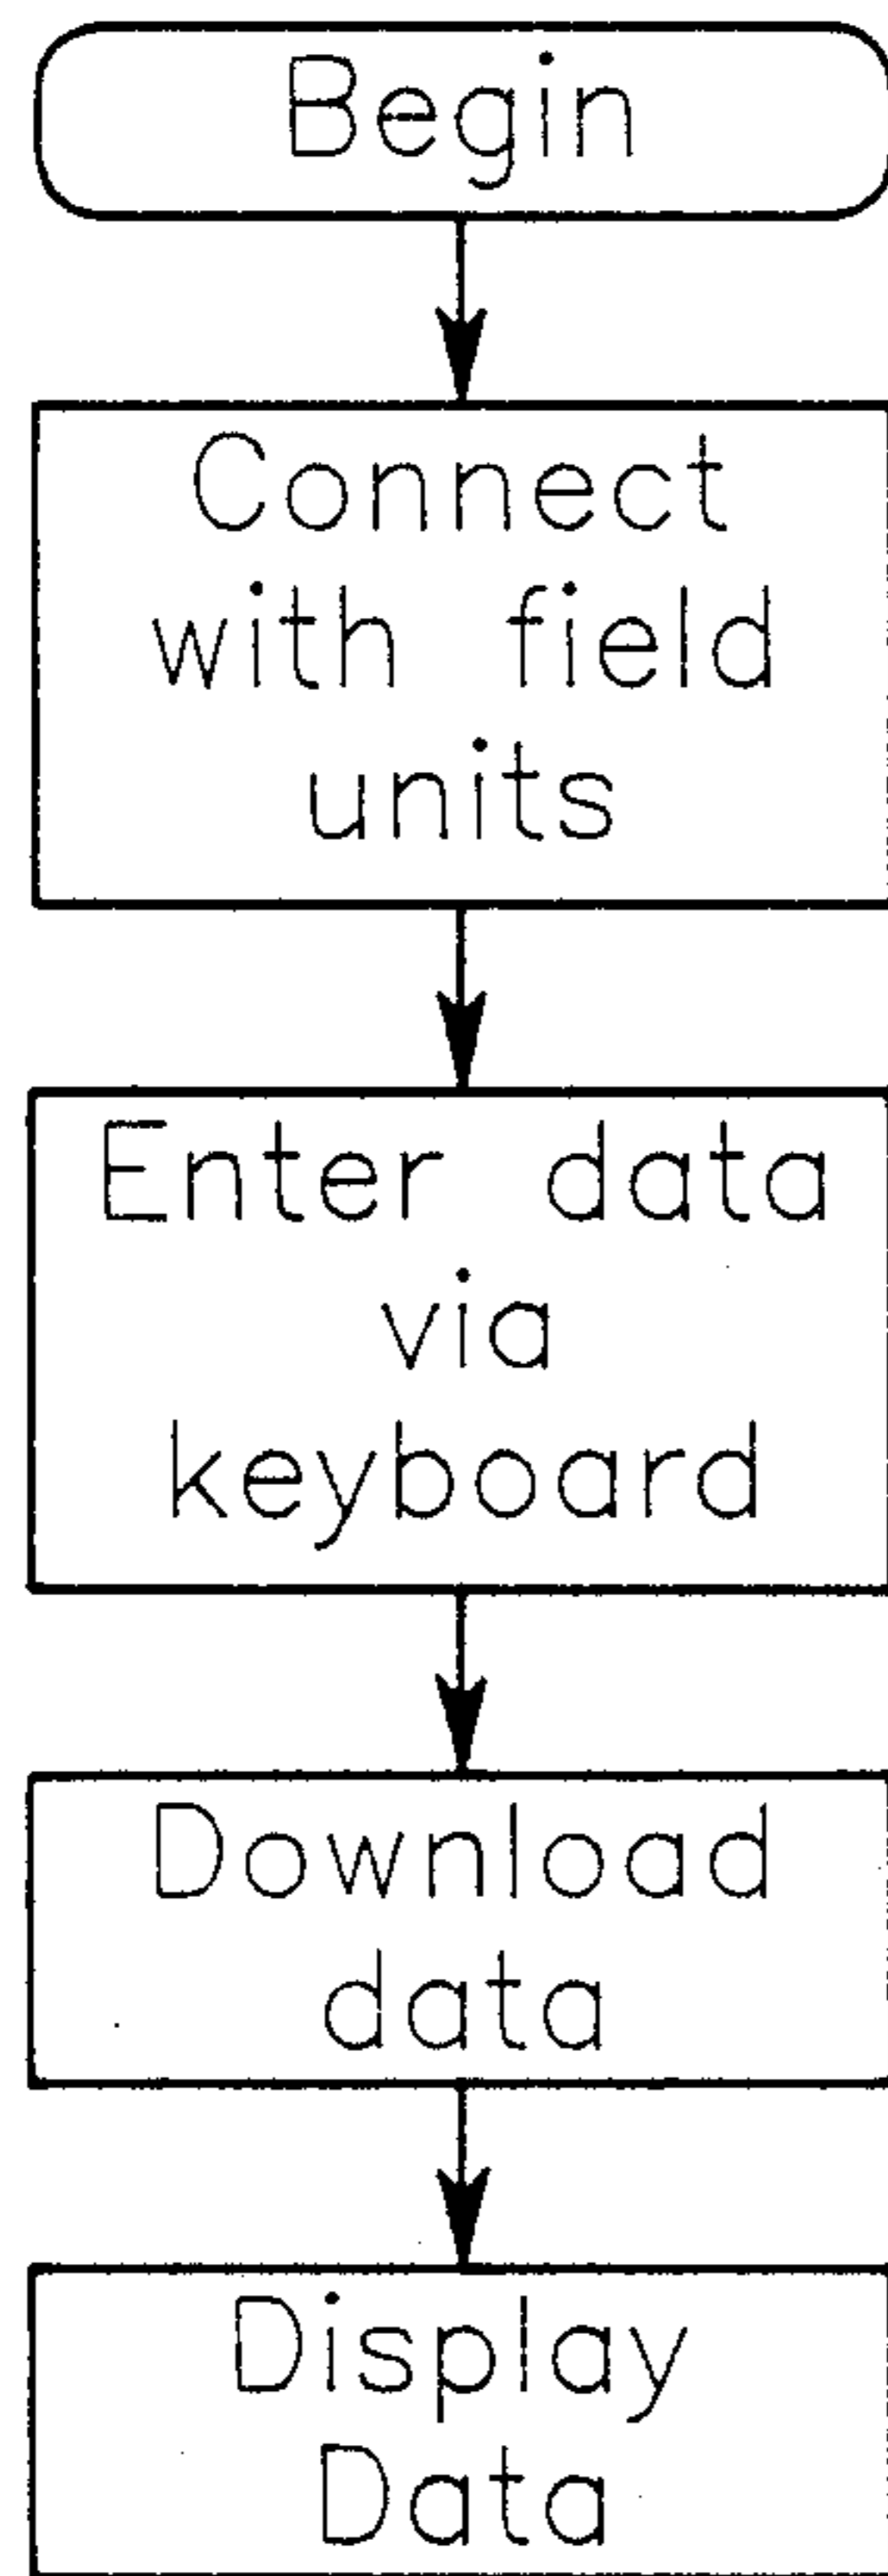 Begin
Connect
with field
units
Enter data
via
keyboard
Download
data
Display
Data